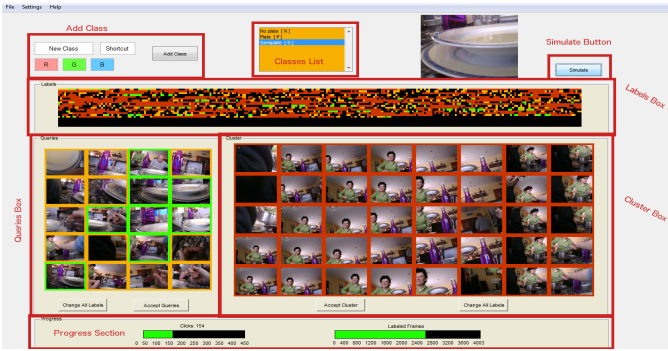 File Settings Help
Add Class
New Class Shortcut
R G B
Add Class
No plate [ N ]
Plate [ P ]
Classes List
Simulate Button
Simulate
Labels Box
Labels
Queries
Queries Box
Change All Labels Accept Queries
Cluster
Cluster Box
Accept Cluster Change All Labels
Progress
Progress Section
Clicks: 154
0 50 100 150 200 250 300 350 400 450
Labeled Frames
0 400 800 1200 1600 2000 2400 2800 3200 3600 4083